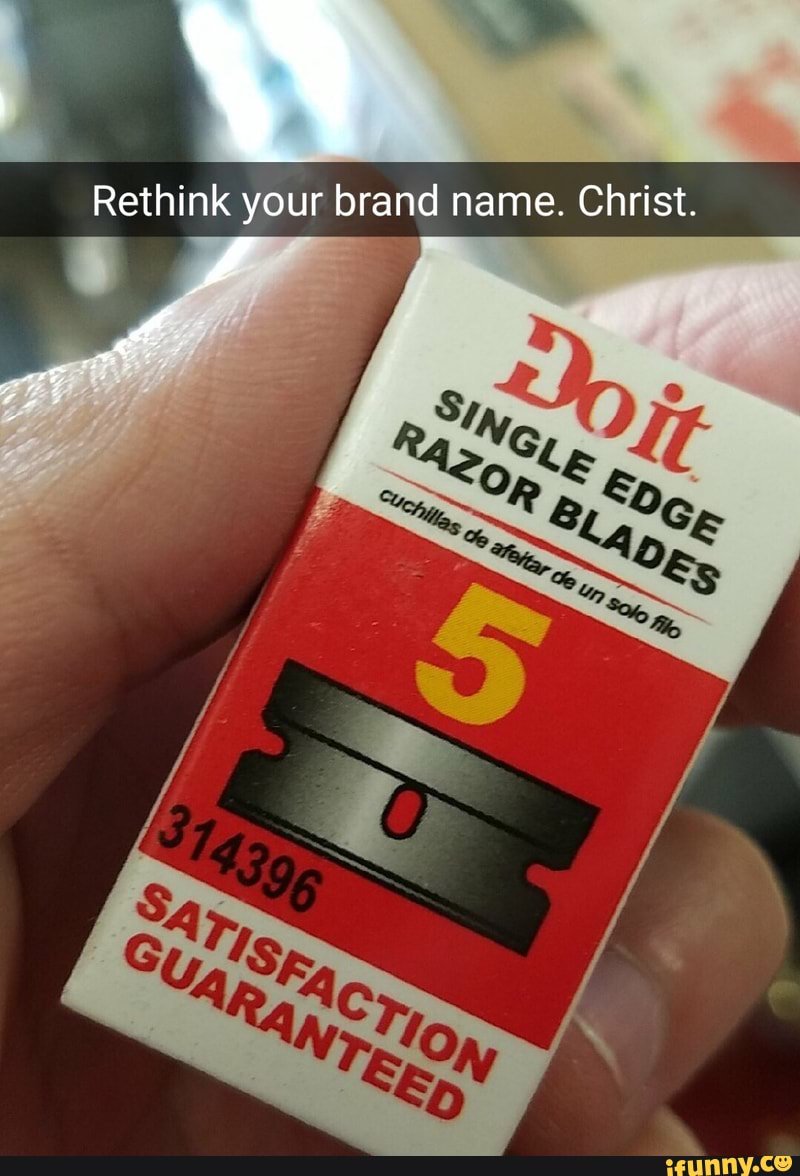 Rethink your brand name. Christ.
Do it
SINGLE EDGE
RAZOR BLADES
cuchillas de afeitar de un solo filo
5
314396
SATISFACTION
GUARANTEED
ifunny.co